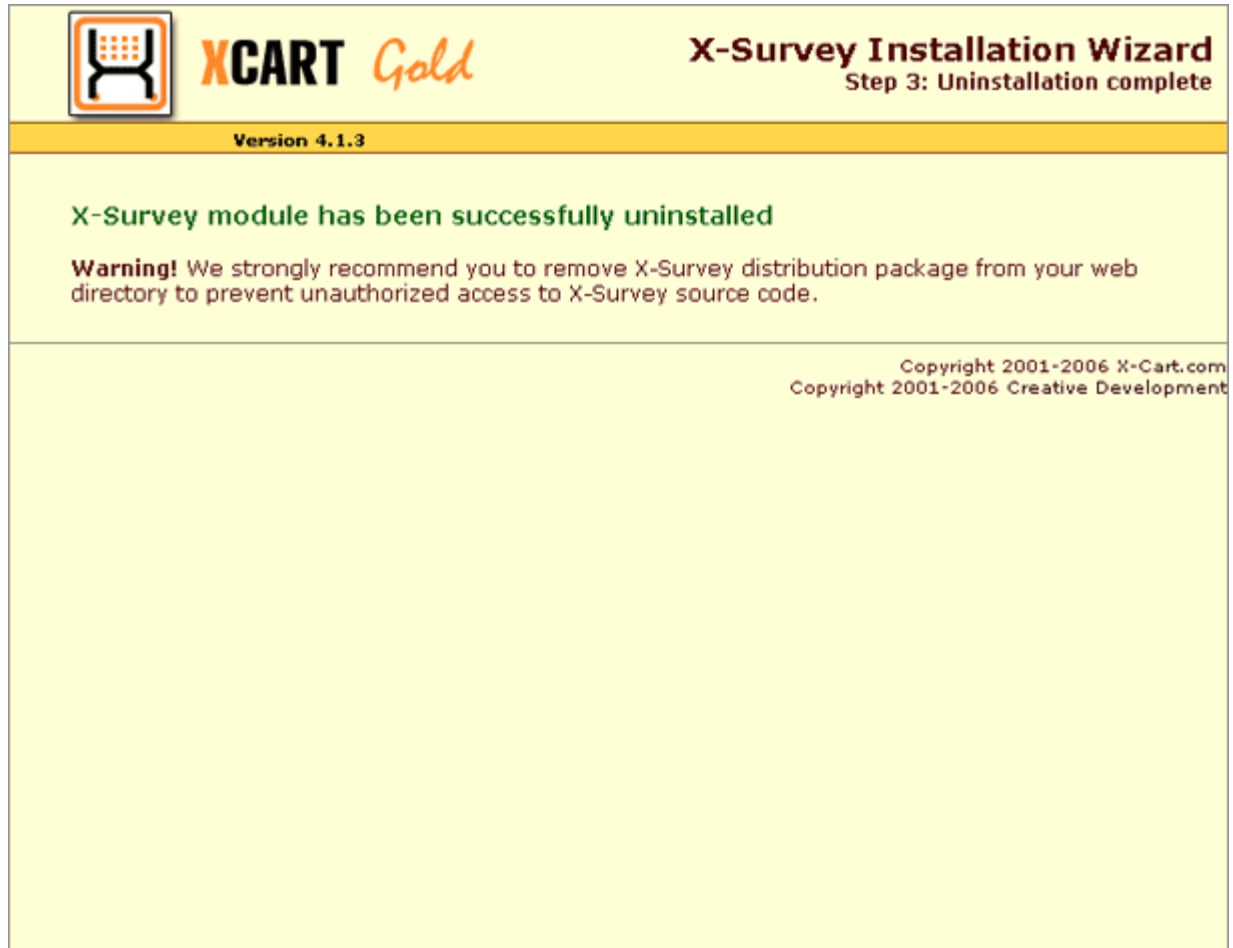 XCART Gold
X-Survey Installation Wizard
Step 3: Uninstallation complete
Version 4.1.3
X-Survey module has been successfully uninstalled
Warning! We strongly recommend you to remove X-Survey distribution package from your web
directory to prevent unauthorized access to X-Survey source code.
Copyright 2001-2006 X-Cart.com
Copyright 2001-2006 Creative Development